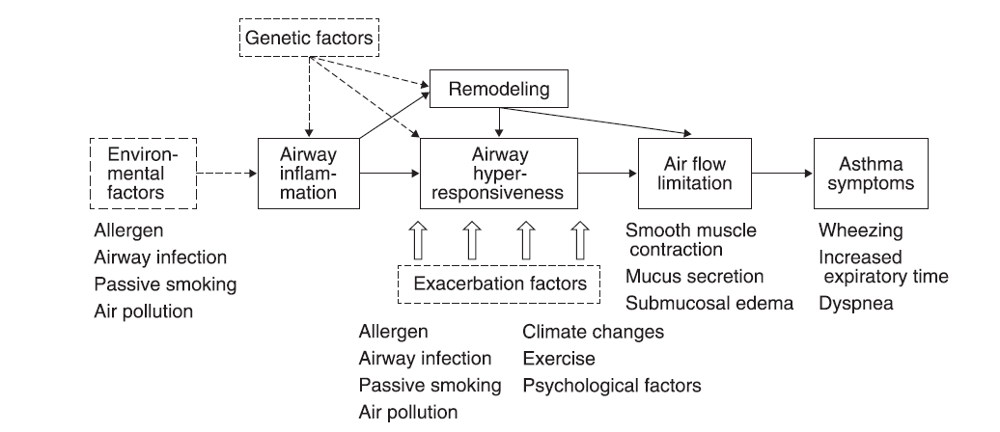 Genetic factors
Remodeling
Environ-
mental
factors
Airway
inflam-
mation
Airway
hyper-
responsiveness
Air flow
limitation
Asthma
symptoms
Allergen
Airway infection
Passive smoking
Air pollution
Exacerbation factors
Allergen
Airway infection
Passive smoking
Air pollution
Climate changes
Exercise
Psychological factors
Smooth muscle
contraction
Mucus secretion
Submucosal edema
Wheezing
Increased
expiratory time
Dyspnea